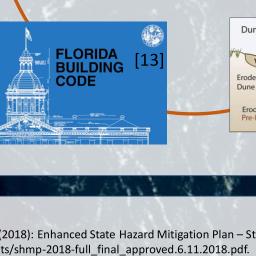 Dun
FLORIDA
BUILDING
CODE
[13]
Erode
Dune
Ero
Pre-
(2018): Enhanced State Hazard Mitigation Plan – St
ts/shmp-2018-full_final_approved.6.11.2018.pdf.